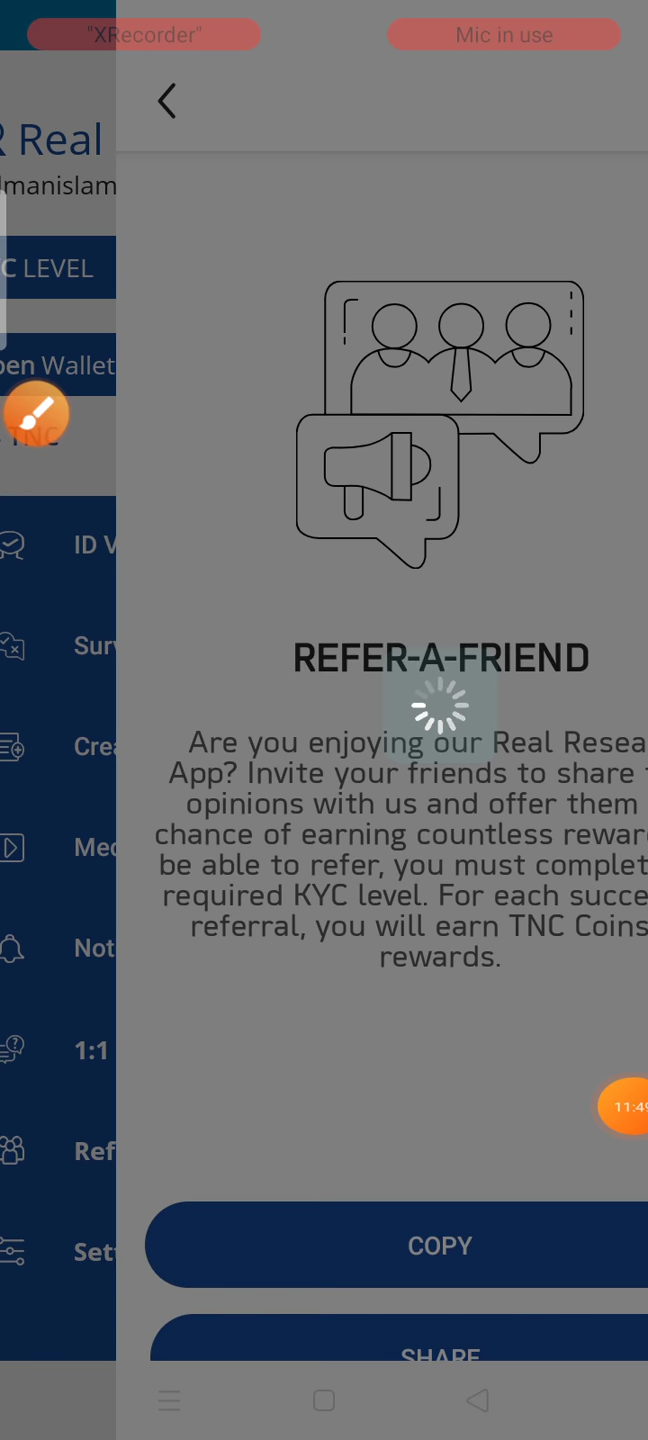 "XRecorder"
Mic in use
R Real
lmanislam
C LEVEL
pen Wallet
TNC
ID V
Surv
Crea
Med
Not
1:1
Ref
Sett
REFER-A-FRIEND
Are you enjoying our Real Resea
App? Invite your friends to share
opinions with us and offer them
chance of earning countless rewar
be able to refer, you must complet
required KYC level. For each succe
referral, you will earn TNC Coins
rewards.
11:49
COPY
SHARE